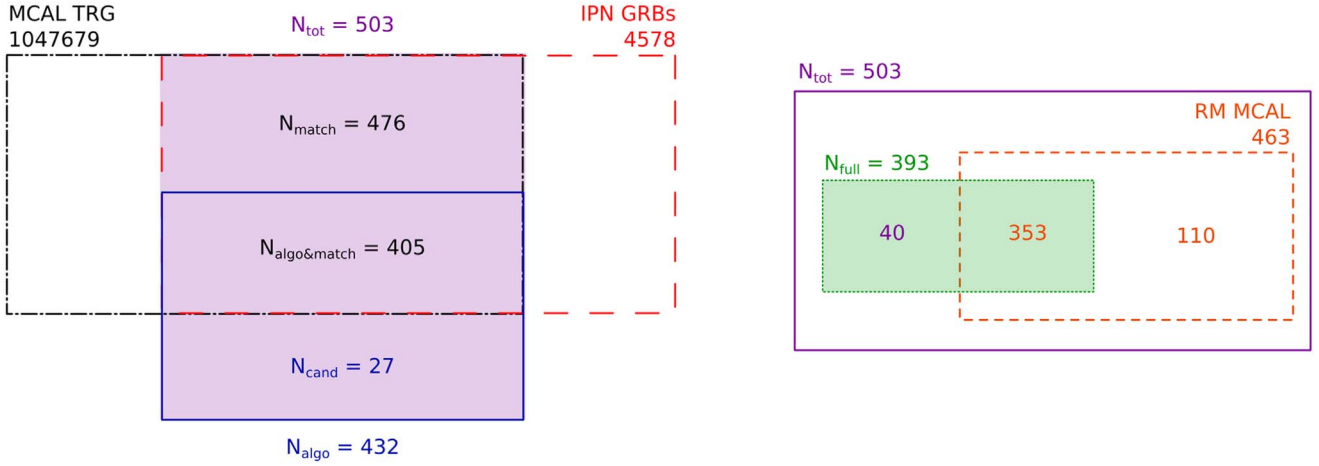 MCAL TRG
1047679
N_tot = 503
IPN GRBs
4578
N_match = 476
N_algo&match = 405
N_cand = 27
N_algo = 432
N_tot = 503
RM MCAL
463
N_full = 393
40
353
110